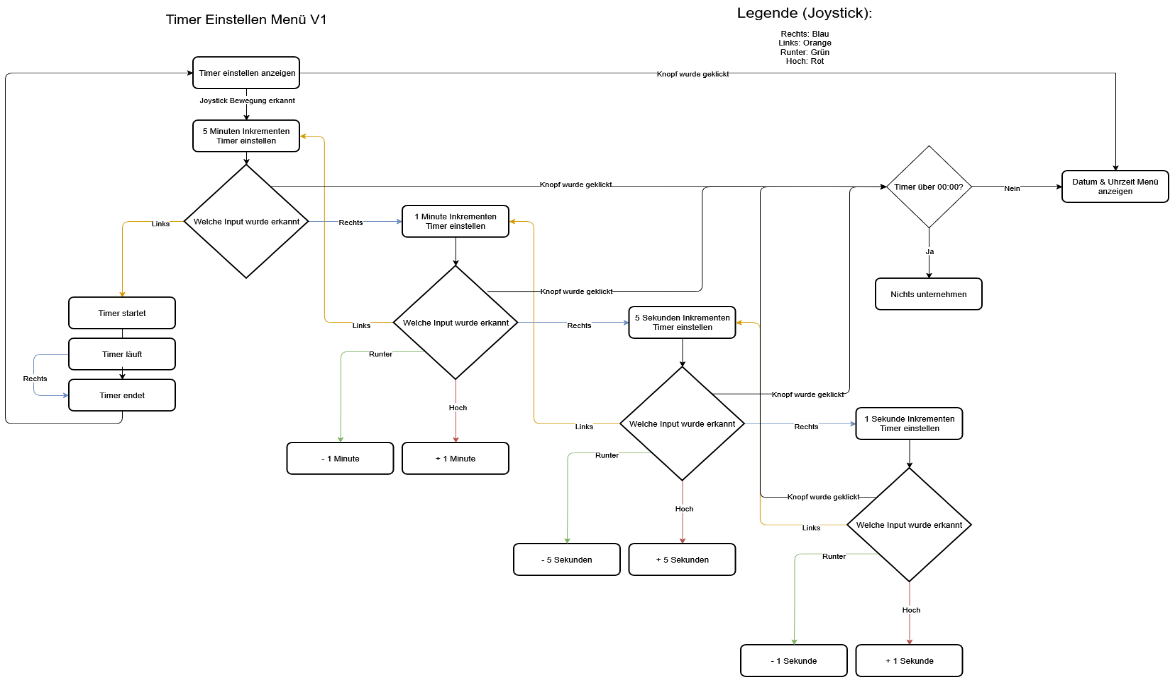 Timer Einstellen Menü V1
Legende (Joystick):
Rechts: Blau
Links: Orange
Runter: Grün
Hoch: Rot
Timer einstellen anzeigen
Knopf wurde geklickt
Joystick Bewegung erkannt
5 Minuten Inkrementen
Timer einstellen
Knopf wurde geklickt
Timer über 00:00?
Nein
Datum & Uhrzeit Menü
anzeigen
Links
Welche Input wurde erkannt
Rechts
1 Minute Inkrementen
Timer einstellen
Ja
Knopf wurde geklickt
Nichts unternehmen
Timer startet
Links
Welche Input wurde erkannt
Rechts
5 Sekunden Inkrementen
Timer einstellen
Timer läuft
Runter
Rechts
Timer endet
Hoch
Knopf wurde geklickt
Links
Welche Input wurde erkannt
Rechts
1 Sekunde Inkrementen
Timer einstellen
- 1 Minute
+ 1 Minute
Runter
Knopf wurde geklickt
Hoch
Links
Welche Input wurde erkannt
- 5 Sekunden
+ 5 Sekunden
Runter
Hoch
- 1 Sekunde
+ 1 Sekunde